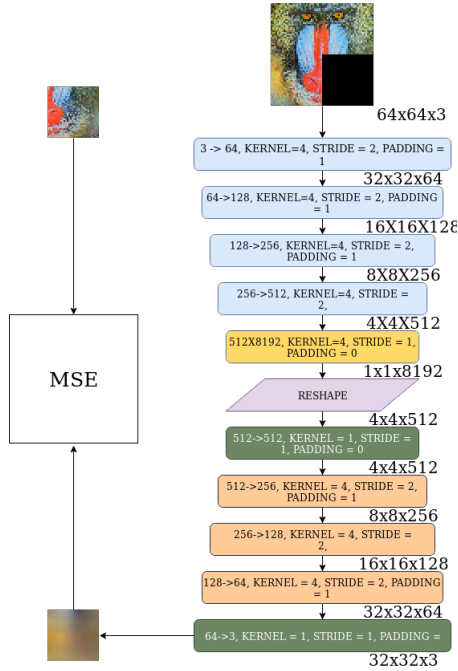 64x64x3
3 -> 64, KERNEL=4, STRIDE = 2, PADDING =
1
32x32x64
64->128, KERNEL=4, STRIDE = 2, PADDING
= 1
16X16X128
128->256, KERNEL=4, STRIDE = 2,
PADDING = 1
8X8X256
256->512, KERNEL=4, STRIDE =
2,
4X4X512
512X8192, KERNEL=4, STRIDE = 1,
PADDING = 0
MSE
1x1x8192
RESHAPE
4x4x512
512->512, KERNEL = 1, STRIDE =
1, PADDING = 0
4x4x512
512->256, KERNEL = 4, STRIDE = 2,
PADDING = 1
8x8x256
256->128, KERNEL = 4, STRIDE =
2,
16x16x128
128->64, KERNEL = 4, STRIDE = 2, PADDING
= 1
32x32x64
64->3, KERNEL = 1, STRIDE = 1, PADDING =
32x32x3